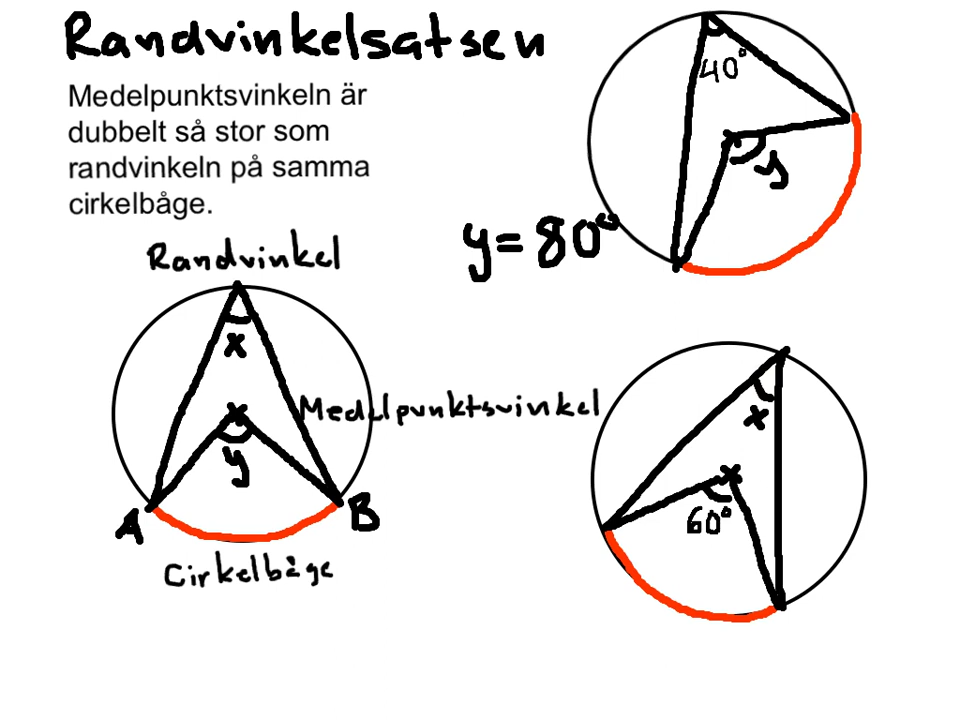 Randvinkelsatsen
Medelpunktsvinkeln är
dubbelt så stor som
randvinkeln på samma
cirkelbåge.
Randvinkel
x
Medelpunktsvinkel
y
A
B
Cirkelbåge
40°
y
y=80°
x
60°